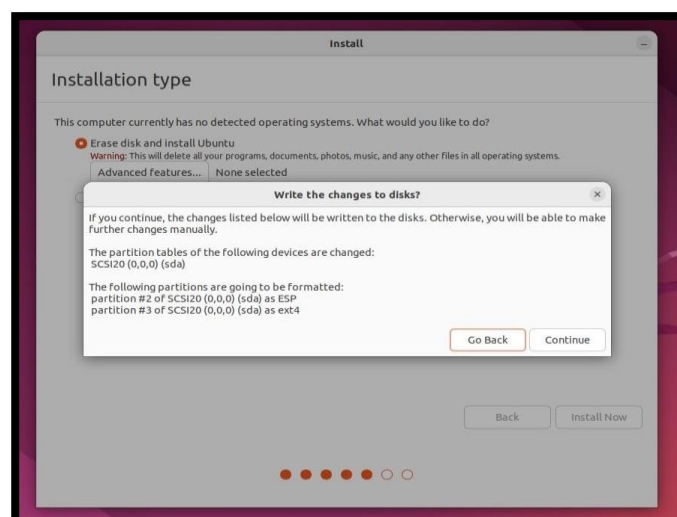 Install
Installation type
This computer currently has no detected operating systems. What would you like to do?
Erase disk and install Ubuntu
Warning: This will delete all your programs, documents, photos, music, and any other files in all operating systems.
Advanced features... None selected
Write the changes to disks?
If you continue, the changes listed below will be written to the disks. Otherwise, you will be able to make
further changes manually.
The partition tables of the following devices are changed:
SCSI20 (0,0,0) (sda)
The following partitions are going to be formatted:
partition #2 of SCSI20 (0,0,0) (sda) as ESP
partition #3 of SCSI20 (0,0,0) (sda) as ext4
Go Back Continue
Back Install Now